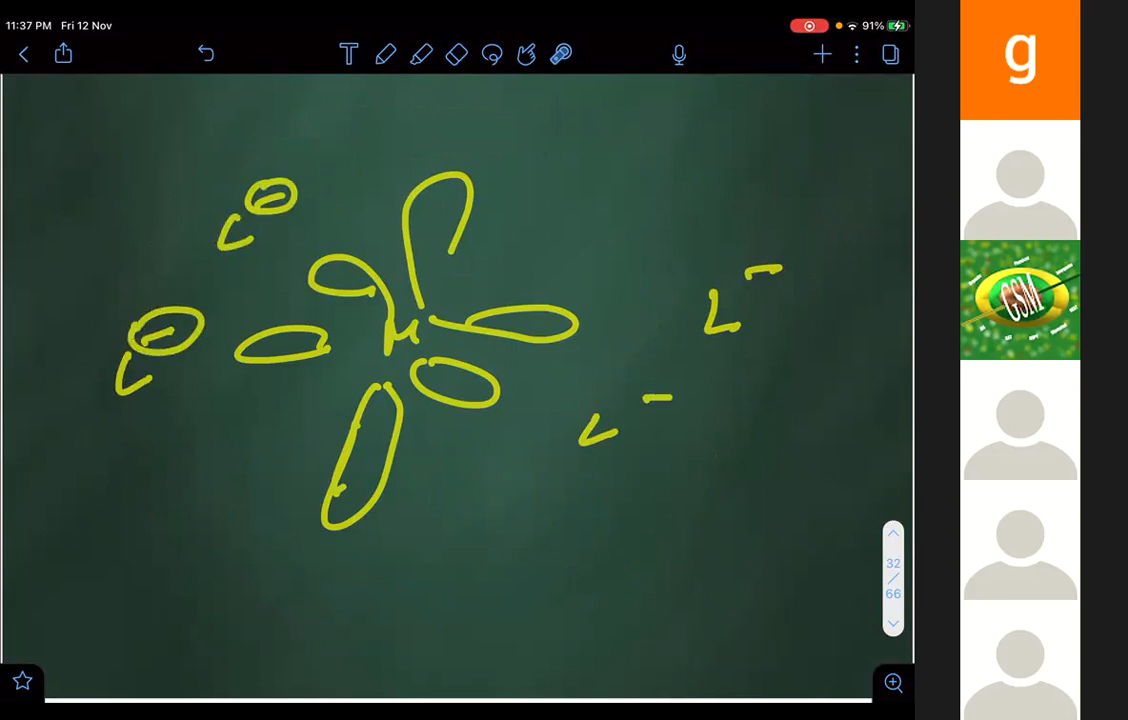 11:37 PM Fri 12 Nov
91%
g
L⊖
L⊖
M
L⁻
L⁻
GSM
32
/
66